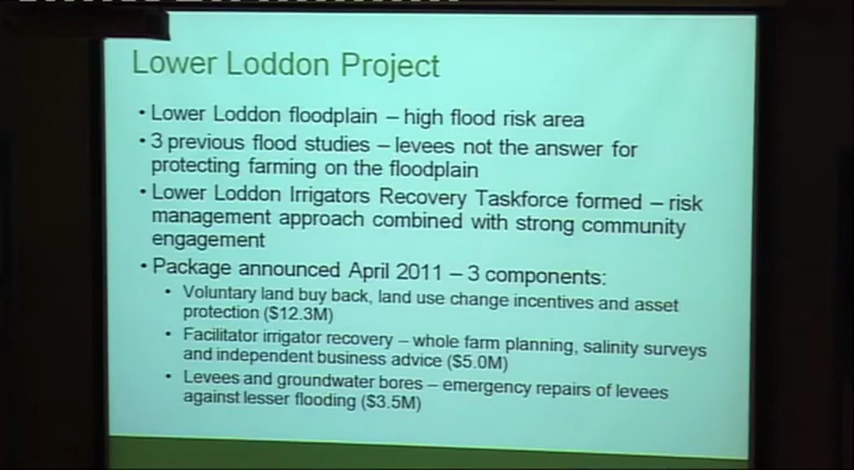 Lower Loddon Project
• Lower Loddon floodplain – high flood risk area
• 3 previous flood studies – levees not the answer for
protecting farming on the floodplain
• Lower Loddon Irrigators Recovery Taskforce formed – risk
management approach combined with strong community
engagement
• Package announced April 2011 – 3 components:
• Voluntary land buy back, land use change incentives and asset
protection ($12.3M)
• Facilitator irrigator recovery – whole farm planning, salinity surveys
and independent business advice ($5.0M)
• Levees and groundwater bores – emergency repairs of levees
against lesser flooding ($3.5M)